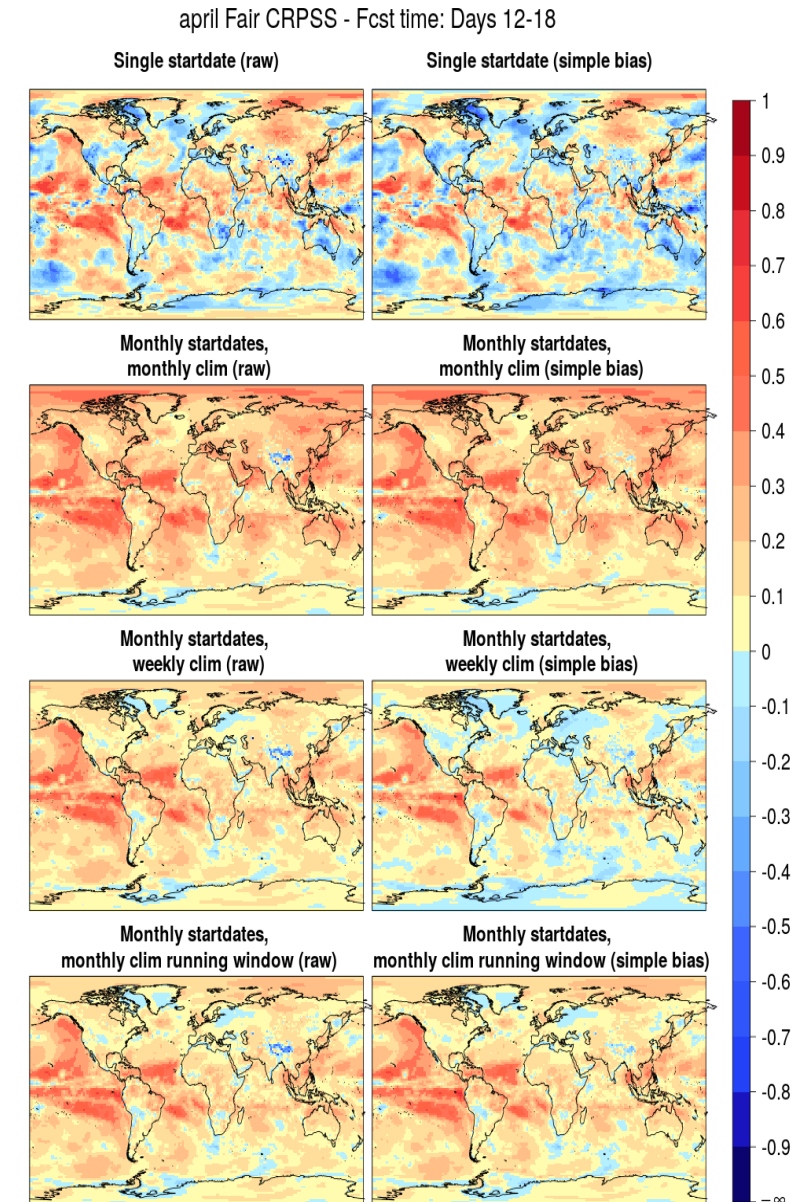 april Fair CRPSS - Fcst time: Days 12-18
Single startdate (raw)
Single startdate (simple bias)
Monthly startdates,
monthly clim (raw)
Monthly startdates,
monthly clim (simple bias)
Monthly startdates,
weekly clim (raw)
Monthly startdates,
weekly clim (simple bias)
Monthly startdates,
monthly clim running window (raw)
Monthly startdates,
monthly clim running window (simple bias)
1
0.9
0.8
0.7
0.6
0.5
0.4
0.3
0.2
0.1
0
-0.1
-0.2
-0.3
-0.4
-0.5
-0.6
-0.7
-0.8
-0.9
−∞